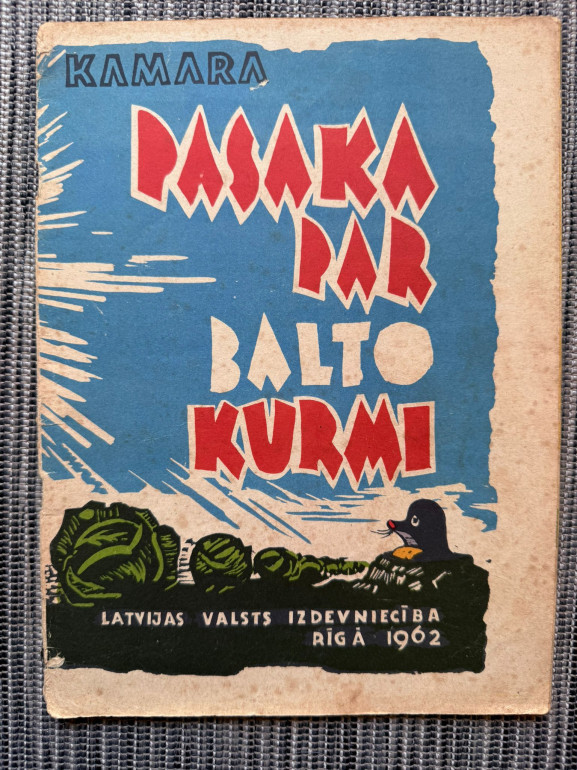 KAMARA
PASAKA
PAR
BALTO
KURMI
LATVIJAS VALSTS IZDEVNIECĪBA
RĪGĀ 1962